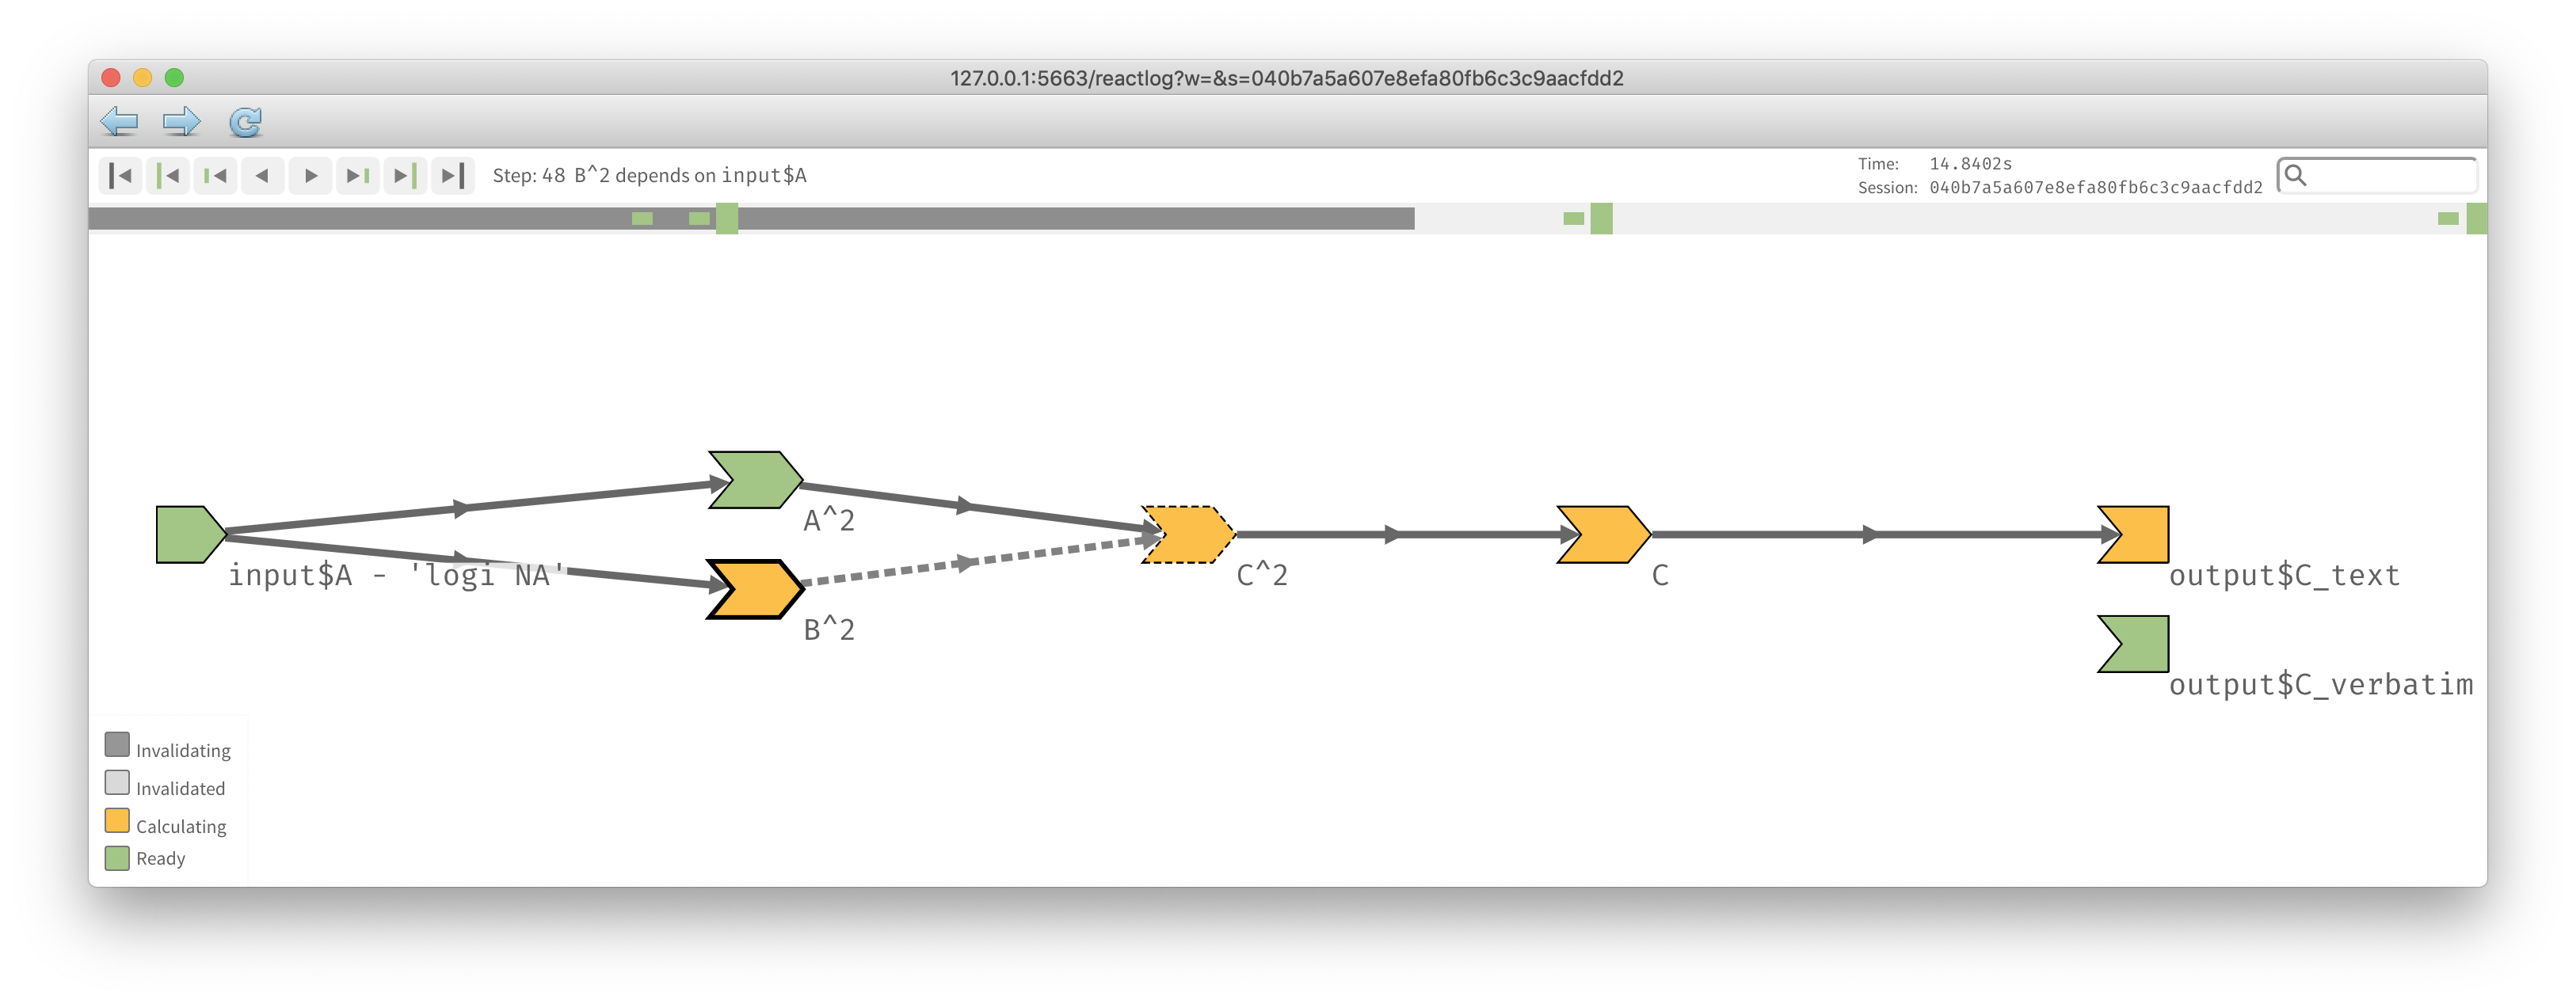 127.0.0.1:5663/reactlog?w=&s=040b7a5a607e8efa80fb6c3c9aacfdd2
Step: 48 B^2 depends on input$A
Time: 14.8402s
Session: 040b7a5a607e8efa80fb6c3c9aacfdd2
A^2
input$A - 'logi NA'
C^2
C
output$C_text
B^2
output$C_verbatim
Invalidating
Invalidated
Calculating
Ready